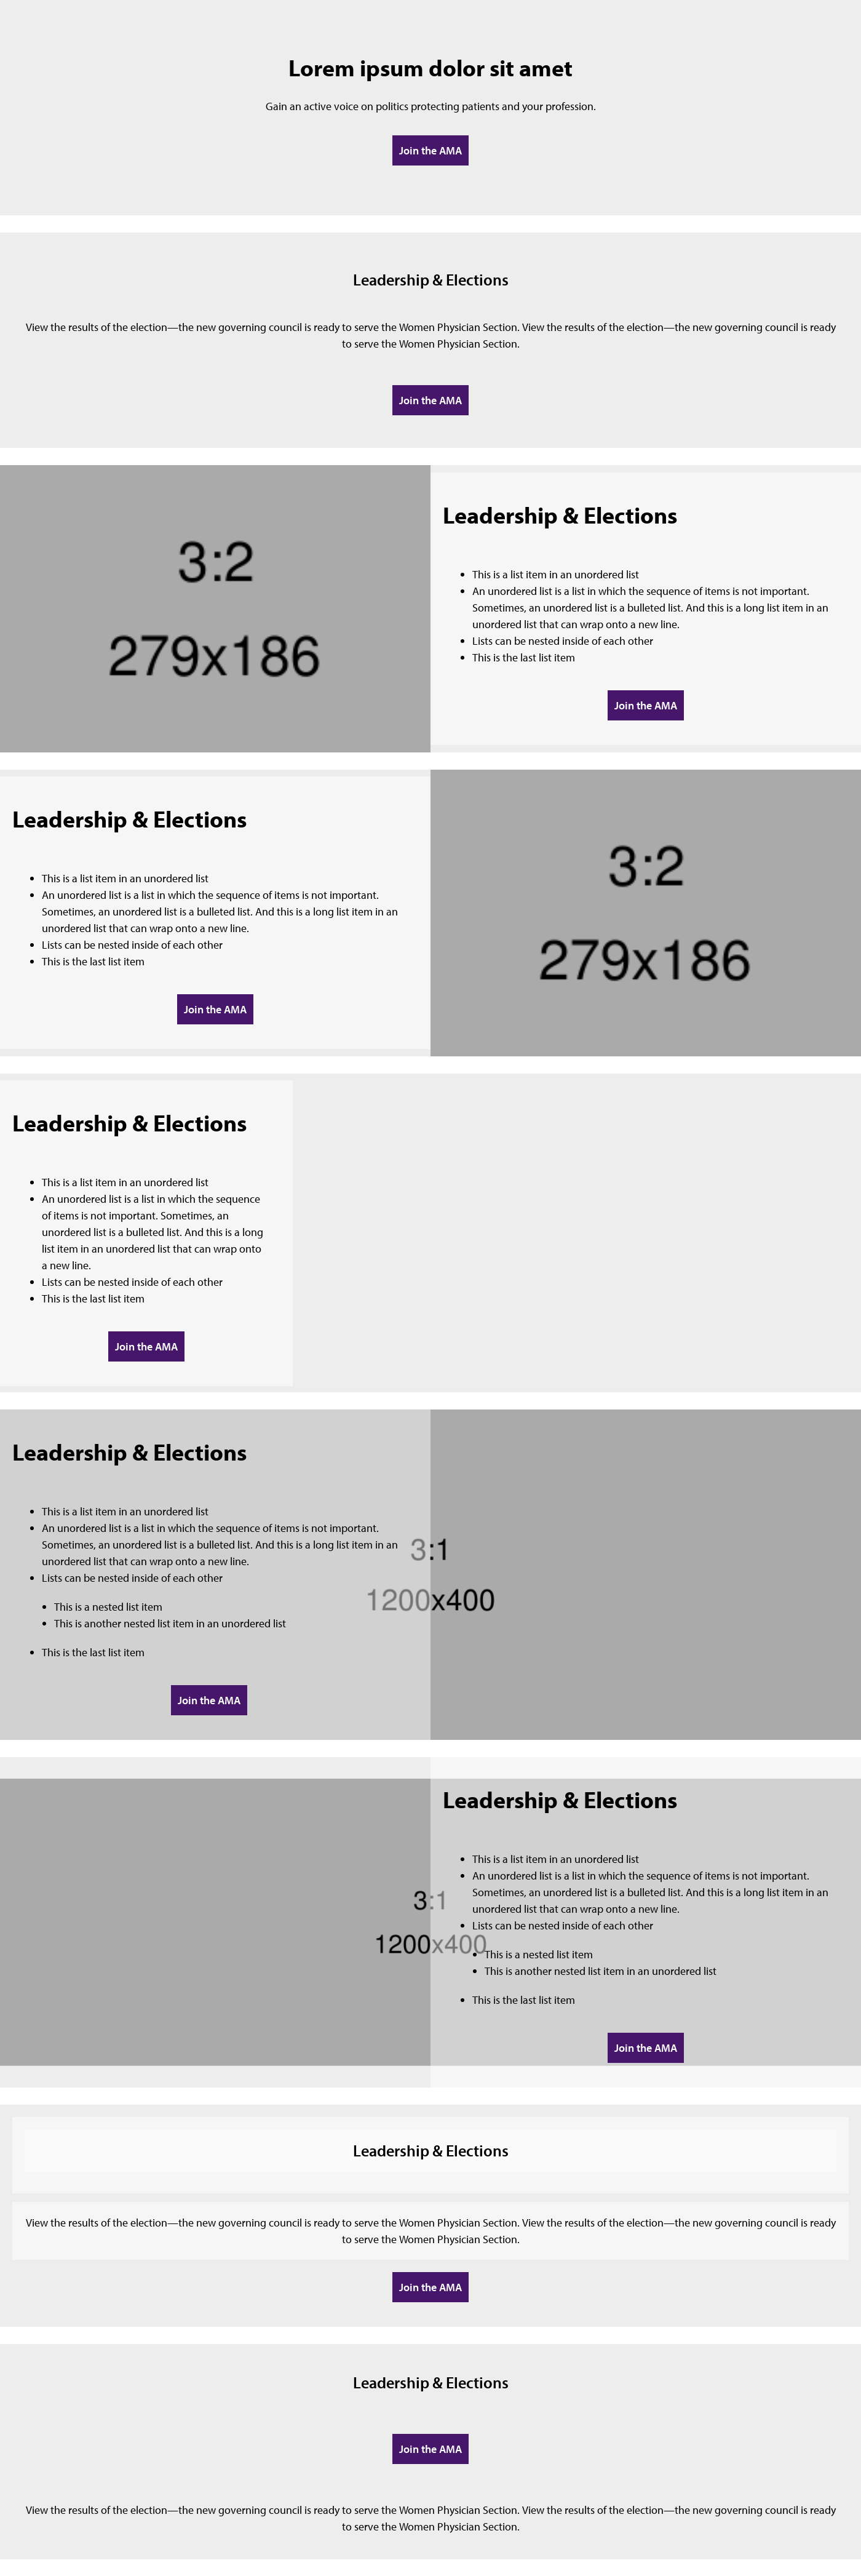 Lorem ipsum dolor sit amet
Gain an active voice on politics protecting patients and your profession.
Join the AMA
Leadership & Elections
View the results of the election—the new governing council is ready to serve the Women Physician Section. View the results of the election—the new governing council is ready
to serve the Women Physician Section.
Join the AMA
3:2
279x186
Leadership & Elections
This is a list item in an unordered list
An unordered list is a list in which the sequence of items is not important.
Sometimes, an unordered list is a bulleted list. And this is a long list item in an
unordered list that can wrap onto a new line.
Lists can be nested inside of each other
This is the last list item
Join the AMA
Leadership & Elections
This is a list item in an unordered list
An unordered list is a list in which the sequence of items is not important.
Sometimes, an unordered list is a bulleted list. And this is a long list item in an
unordered list that can wrap onto a new line.
Lists can be nested inside of each other
This is the last list item
Join the AMA
3:2
279x186
Leadership & Elections
This is a list item in an unordered list
An unordered list is a list in which the sequence
of items is not important. Sometimes, an
unordered list is a bulleted list. And this is a long
list item in an unordered list that can wrap onto
a new line.
Lists can be nested inside of each other
This is the last list item
Join the AMA
Leadership & Elections
This is a list item in an unordered list
An unordered list is a list in which the sequence of items is not important.
Sometimes, an unordered list is a bulleted list. And this is a long list item in an
unordered list that can wrap onto a new line.
Lists can be nested inside of each other
This is a nested list item
This is another nested list item in an unordered list
This is the last list item
Join the AMA
3:1
1200x400
3:1
1200x400
Leadership & Elections
This is a list item in an unordered list
An unordered list is a list in which the sequence of items is not important.
Sometimes, an unordered list is a bulleted list. And this is a long list item in an
unordered list that can wrap onto a new line.
Lists can be nested inside of each other
This is a nested list item
This is another nested list item in an unordered list
This is the last list item
Join the AMA
Leadership & Elections
View the results of the election—the new governing council is ready to serve the Women Physician Section. View the results of the election—the new governing council is ready
to serve the Women Physician Section.
Join the AMA
Leadership & Elections
Join the AMA
View the results of the election—the new governing council is ready to serve the Women Physician Section. View the results of the election—the new governing council is ready
to serve the Women Physician Section.